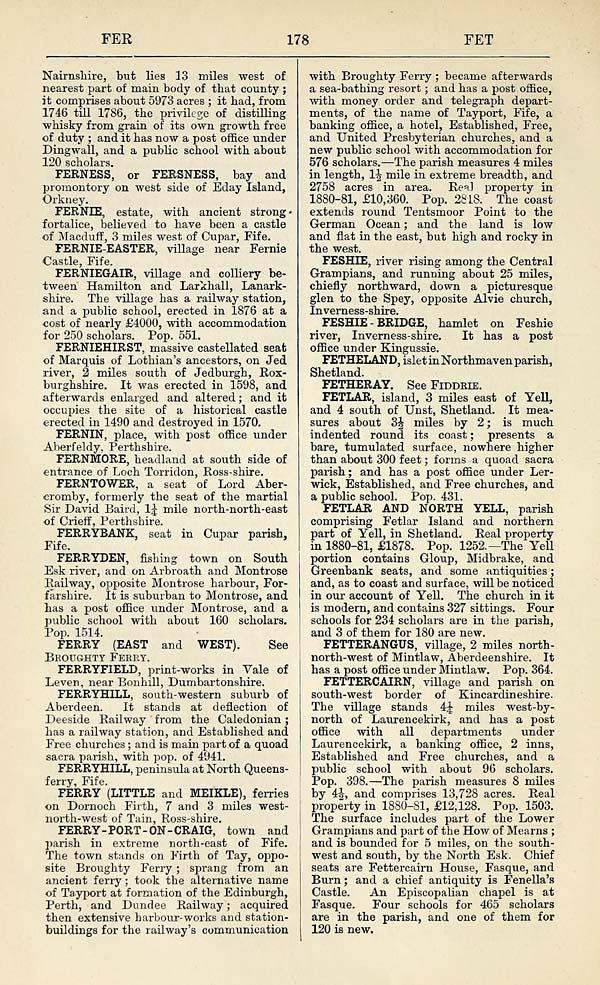 FER 178 FET
Nairnshire, but lies 13 miles west of
nearest part of main body of that county ;
it comprises about 5973 acres ; it had, from
1746 till 1786, the privilege of distilling
whisky from grain of its own growth free
of duty ; and it has now a post office under
Dingwall, and a public school with about
120 scholars.
FERNESS, or FERSNESS, bay and
promontory on west side of Eday Island,
Orkney.
FERNIE, estate, with ancient strong-
fortalice, believed to have been a castle
of Macduff, 3 miles west of Cupar, Fife.
FERNIE-EASTER, village near Fernie
Castle, Fife.
FERNIEGAIR, village and colliery be-
tween Hamilton and Larkhall, Lanark-
shire. The village has a railway station,
and a public school, erected in 1876 at a
cost of nearly £4000, with accommodation
for 250 scholars. Pop. 551.
FERNIEHIRST, massive castellated seat
of Marquis of Lothian's ancestors, on Jed
river, 2 miles south of Jedburgh, Rox-
burghshire. It was erected in 1598, and
afterwards enlarged and altered ; and it
occupies the site of a historical castle
erected in 1490 and destroyed in 1570.
FERNIN, place, with post office under
Aberfeldy, Perthshire.
FERNMORE, headland at south side of
entrance of Loch Torridon, Ross-shire.
FERNTOWER, a seat of Lord Aber-
cromby, formerly the seat of the martial
Sir David Baird, 1¼ mile north-north-east
of Crieff, Perthshire.
FERRYBANK, seat in Cupar parish,
Fife.
FERRYDEN, fishing town on South
Esk river, and on Arbroath and Montrose
Railway, opposite Montrose harbour, For-
farshire. It is suburban to Montrose, and
has a post office under Montrose, and a
public school with about 160 scholars.
Pop. 1514.
FERRY (EAST and WEST). See
BROUGHTY FERRY.
FERRYFIELD, print-works in Vale of
Leven, near Bonhill, Dumbartonshire.
FERRYHILL, south-western suburb of
Aberdeen. It stands at deflection of
Deeside Railway from the Caledonian ;
has a railway station, and Established and
Free churches ; and is main part of a quoad
sacra parish, with pop. of 4941.
FERRYHILL, peninsula at North Queens-
ferry, Fife.
FERRY (LITTLE and MEIKLE), ferries
on Dornoch Firth, 7 and 3 miles west-
north-west of Tain, Ross-shire.
FERRY-PORT-ON-CRAIG, town and
parish in extreme north-east of Fife.
The town stands on Firth of Tay, oppo-
site Broughty Ferry ; sprang from an
ancient ferry ; took the alternative name
of Tayport at formation of the Edinburgh,
Perth, and Dundee Railway ; acquired
then extensive harbour-works and station-
buildings for the railway's communication
with Broughty Ferry ; became afterwards
a sea-bathing resort ; and has a post office,
with money order and telegraph depart-
ments, of the name of Tayport, Fife, a
banking office, a hotel, Established, Free,
and United Presbyterian churches, and a
new public school with accommodation for
576 scholars.—The parish measures 4 miles
in length, 1½ mile in extreme breadth, and
2758 acres in area. Real property in
1880-81, £10,360. Pop. 2818. The coast
extends round Tentsmoor Point to the
German Ocean ; and the land is low
and flat in the east, but high and rocky in
the west.
FESHIE, river rising among the Central
Grampians, and running about 25 miles,
chiefly northward, down a picturesque
glen to the Spey, opposite Alvie church,
Inverness-shire.
FESHIE-BRIDGE, hamlet on Feshie
river, Inverness-shire. It has a post
office under Kingussie.
FETHELAND, islet in Northmaven parish,
Shetland.
FETHERAY. See FIDDRIE.
FETLAR, island, 3 miles east of Yell,
and 4 south of Unst, Shetland. It mea-
sures about 3½ miles by 2 ; is much
indented round its coast ; presents a
bare, tumulated surface, nowhere higher
than about 300 feet ; forms a quoad sacra
parish ; and has a post office under Ler-
wick, Established, and Free churches, and
a public school. Pop. 431.
FETLAR AND NORTH YELL, parish
comprising Fetlar Island and northern
part of Yell, in Shetland. Real property
in 1880-81, £1878. Pop. 1252.—The Yell
portion contains Gloup, Midbrake, and
Greenbank seats, and some antiquities ;
and, as to coast and surface, will be noticed
in our account of Yell. The church in it
is modern, and contains 327 sittings. Four
schools for 234 scholars are in the parish,
and 3 of them for 180 are new.
FETTERANGUS, village, 2 miles north-
north-west of Mintlaw, Aberdeenshire. It
has a post office under Mintlaw. Pop. 364.
FETTERCAIRN, village and parish on
south-west border of Kincardineshire.
The village stands 4¼ miles west-by-
north of Laurencekirk, and has a post
office with all departments under
Laurencekirk, a banking office, 2 inns,
Established and Free churches, and a
public school with about 96 scholars.
Pop. 398.—The parish measures 8 miles
by 4½, and comprises 13,728 acres. Real
property in 1880-81, £12,128. Pop. 1503.
The surface includes part of the Lower
Grampians and part of the How of Mearns ;
and is bounded for 5 miles, on the south-
west and south, by the North Esk. Chief
seats are Fettercairn House, Fasque, and
Burn ; and a chief antiquity is Fenella's
Castle. An Episcopalian chapel is at
Fasque. Four schools for 465 scholars
are in the parish, and one of them for
120 is new.